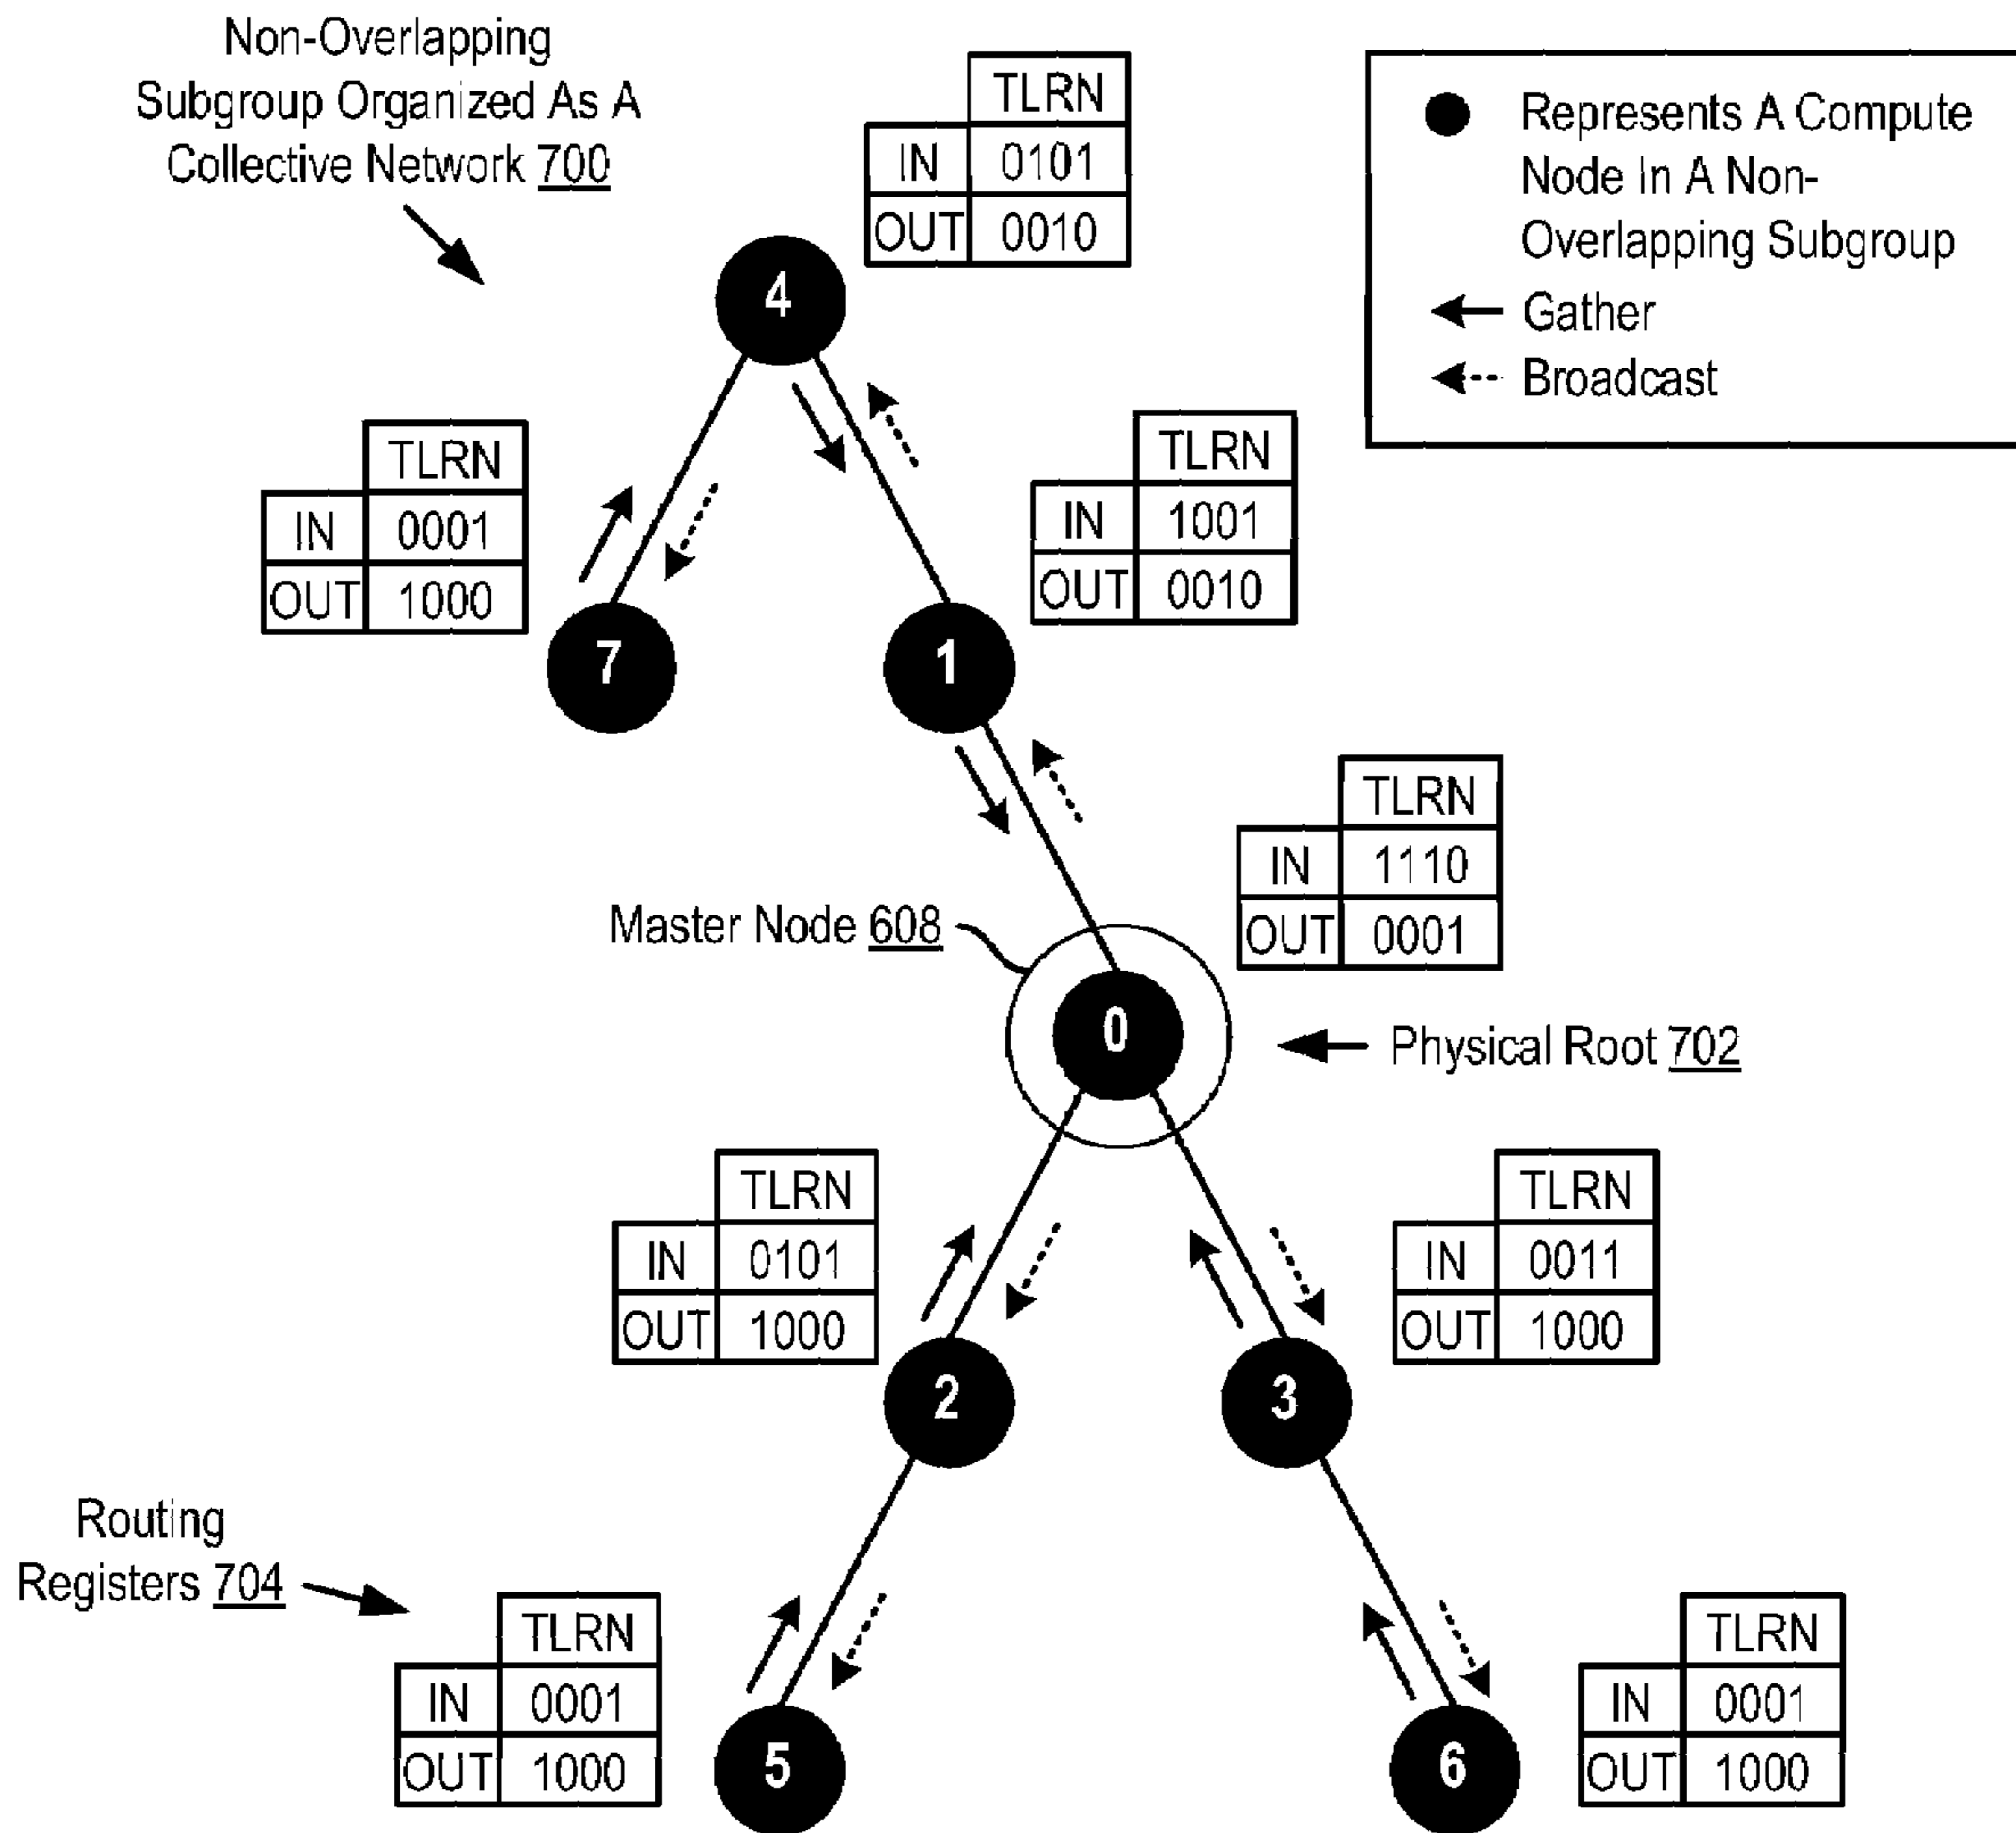 Non-Overlapping
Subgroup Organized As A
Collective Network 700
TLRN
IN 0101
OUT 0010
Represents A Compute
Node In A Non-
Overlapping Subgroup
Gather
Broadcast
4
TLRN
IN 0001
OUT 1000
TLRN
IN 1001
OUT 0010
7
1
TLRN
IN 1110
OUT 0001
Master Node 608
0
Physical Root 702
TLRN
IN 0101
OUT 1000
TLRN
IN 0011
OUT 1000
2
3
Routing
Registers 704
TLRN
IN 0001
OUT 1000
TLRN
IN 0001
OUT 1000
5
6